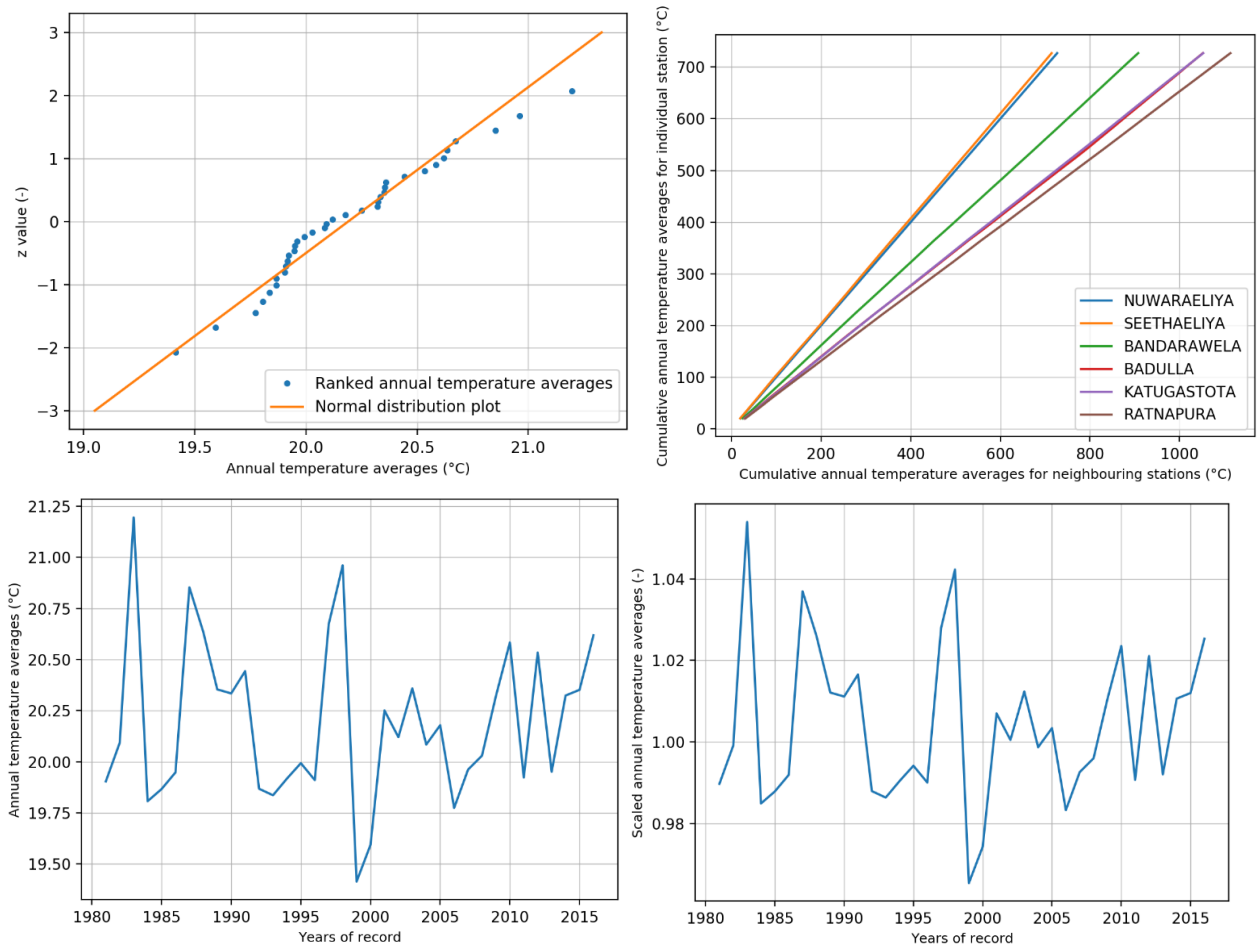 3
2
1
0
−1
−2
−3
z value (-)
19.0 19.5 20.0 20.5 21.0
Annual temperature averages (°C)
Ranked annual temperature averages
Normal distribution plot
700
600
500
400
300
200
100
0
Cumulative annual temperature averages for individual station (°C)
0 200 400 600 800 1000
Cumulative annual temperature averages for neighbouring stations (°C)
NUWARAELIYA
SEETHAELIYA
BANDARAWELA
BADULLA
KATUGASTOTA
RATNAPURA
21.25
21.00
20.75
20.50
20.25
20.00
19.75
19.50
Annual temperature averages (°C)
1980 1985 1990 1995 2000 2005 2010 2015
Years of record
1.04
1.02
1.00
0.98
Scaled annual temperature averages (-)
1980 1985 1990 1995 2000 2005 2010 2015
Years of record